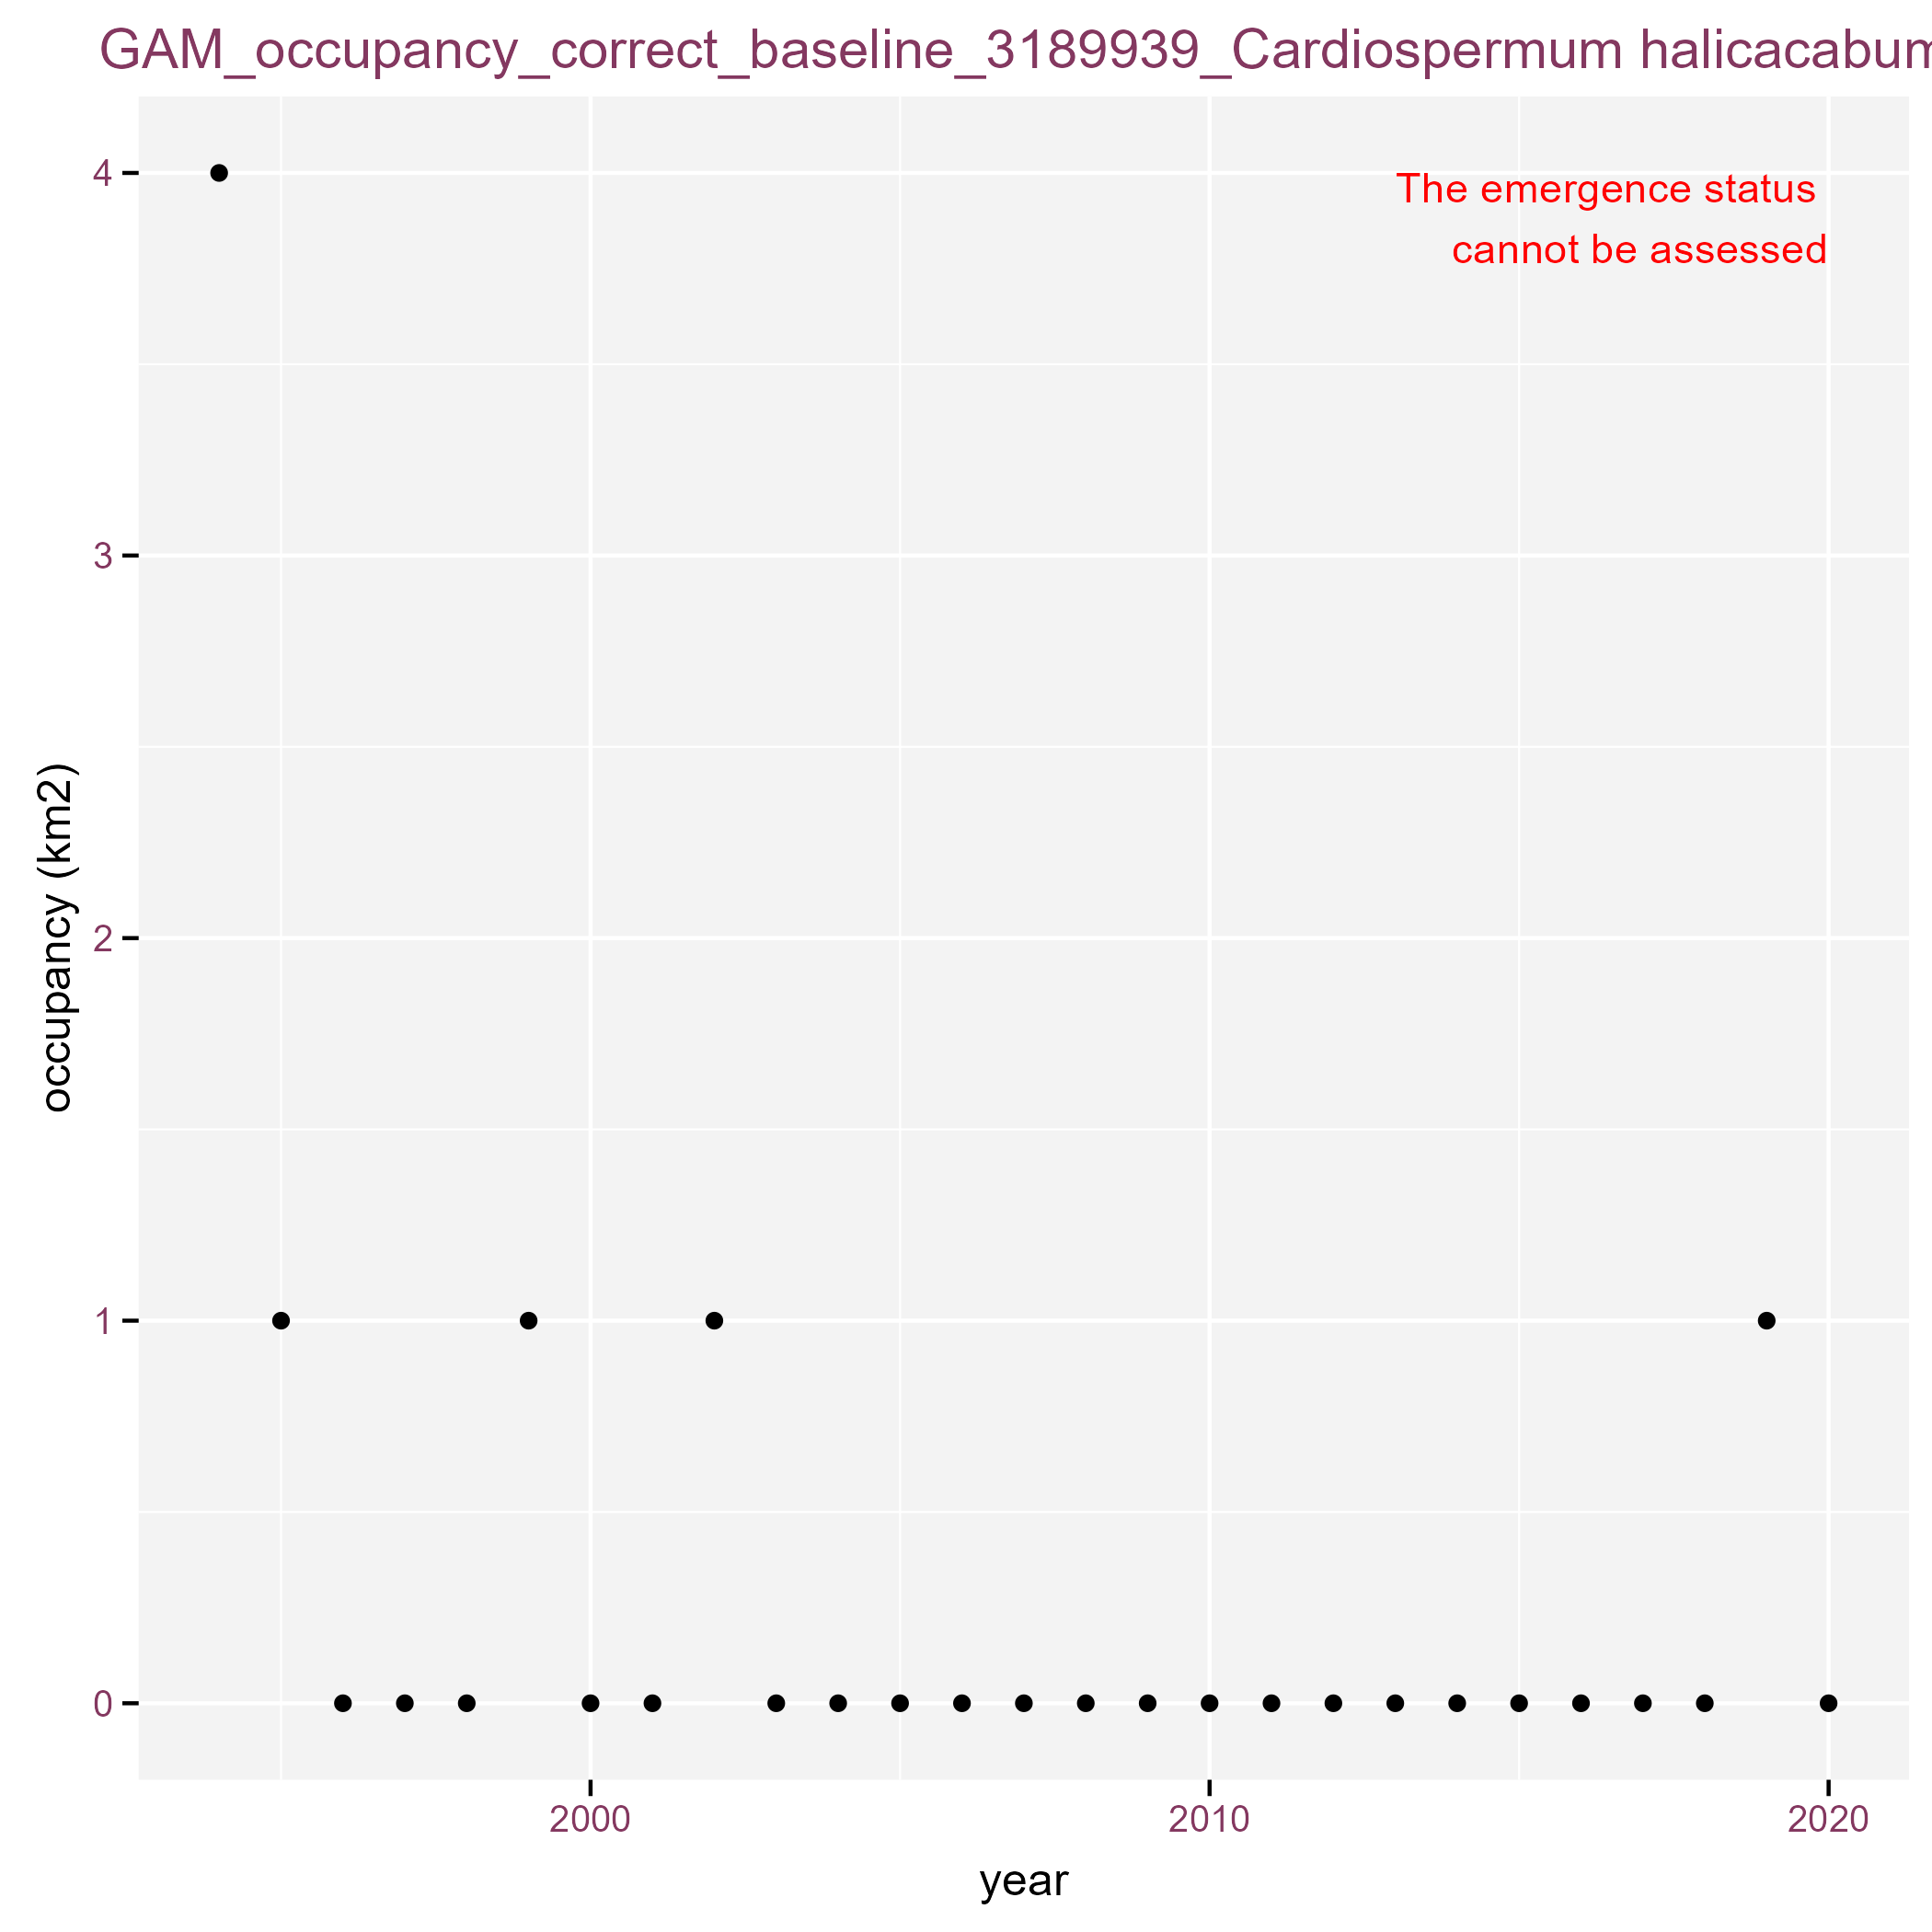 GAM_occupancy_correct_baseline_3189939_Cardiospermum halicacabum
The emergence status
cannot be assessed
4
3
2
1
0
occupancy (km2)
2000 2010 2020
year